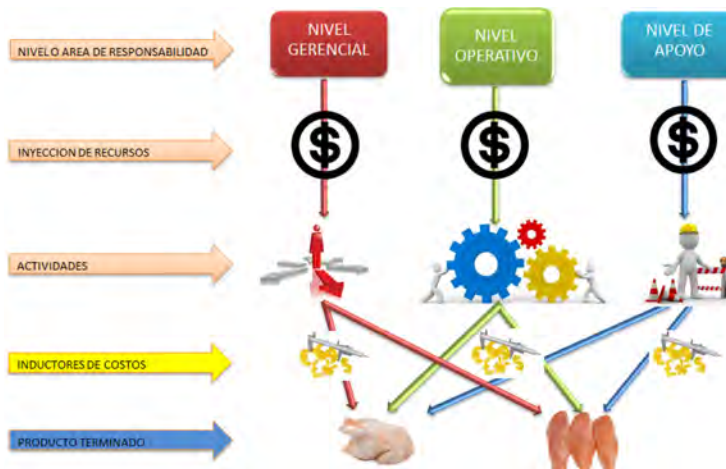 NIVEL O AREA DE RESPONSABILIDAD
NIVEL
GERENCIAL
NIVEL
OPERATIVO
NIVEL DE
APOYO
INYECCION DE RECURSOS
$
$
$
ACTIVIDADES
INDUCTORES DE COSTOS
PRODUCTO TERMINADO